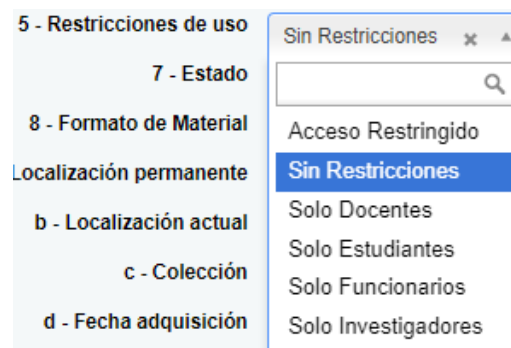 5 - Restricciones de uso
7 - Estado
8 - Formato de Material
Localización permanente
b - Localización actual
c - Colección
d - Fecha adquisición
Sin Restricciones
Acceso Restringido
Sin Restricciones
Solo Docentes
Solo Estudiantes
Solo Funcionarios
Solo Investigadores